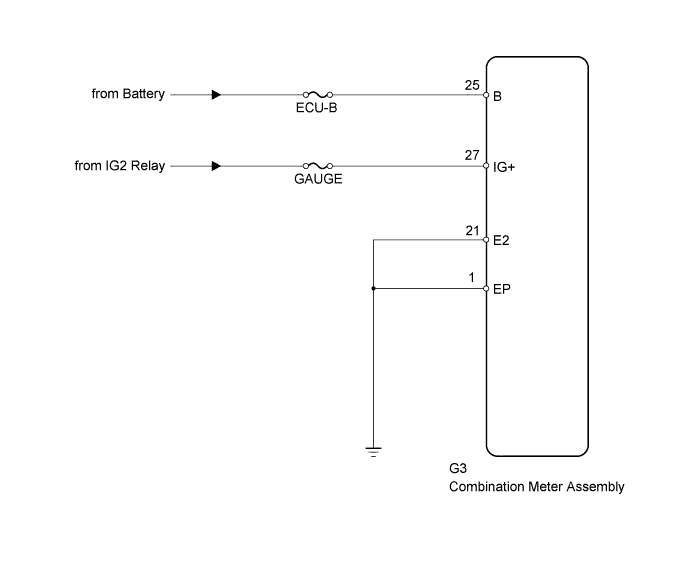 from Battery
ECU-B
25
B
from IG2 Relay
GAUGE
27
IG+
21
E2
1
EP
G3
Combination Meter Assembly